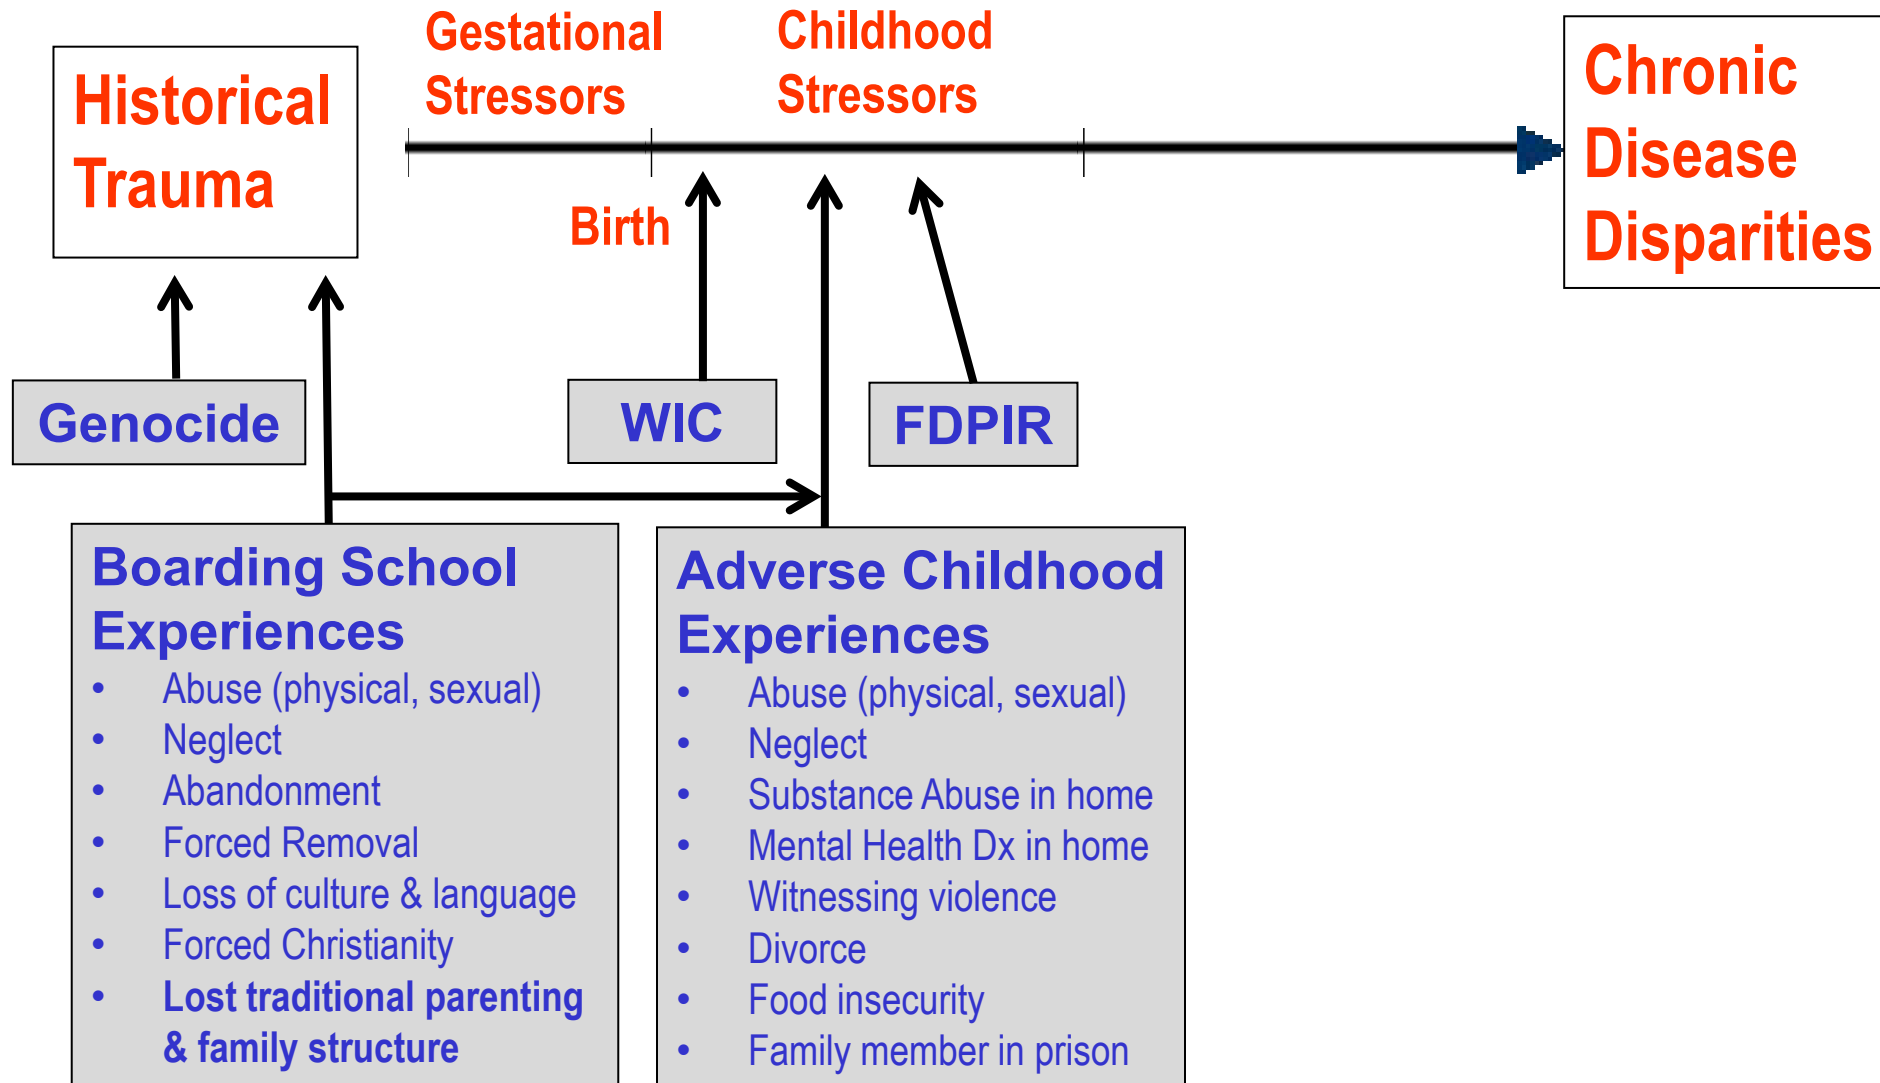 Historical
Trauma
Gestational
Stressors
Childhood
Stressors
Chronic
Disease
Disparities
Birth
Genocide
WIC
FDPIR
Boarding School
Experiences
• Abuse (physical, sexual)
• Neglect
• Abandonment
• Forced Removal
• Loss of culture & language
• Forced Christianity
• Lost traditional parenting
& family structure
Adverse Childhood
Experiences
• Abuse (physical, sexual)
• Neglect
• Substance Abuse in home
• Mental Health Dx in home
• Witnessing violence
• Divorce
• Food insecurity
• Family member in prison